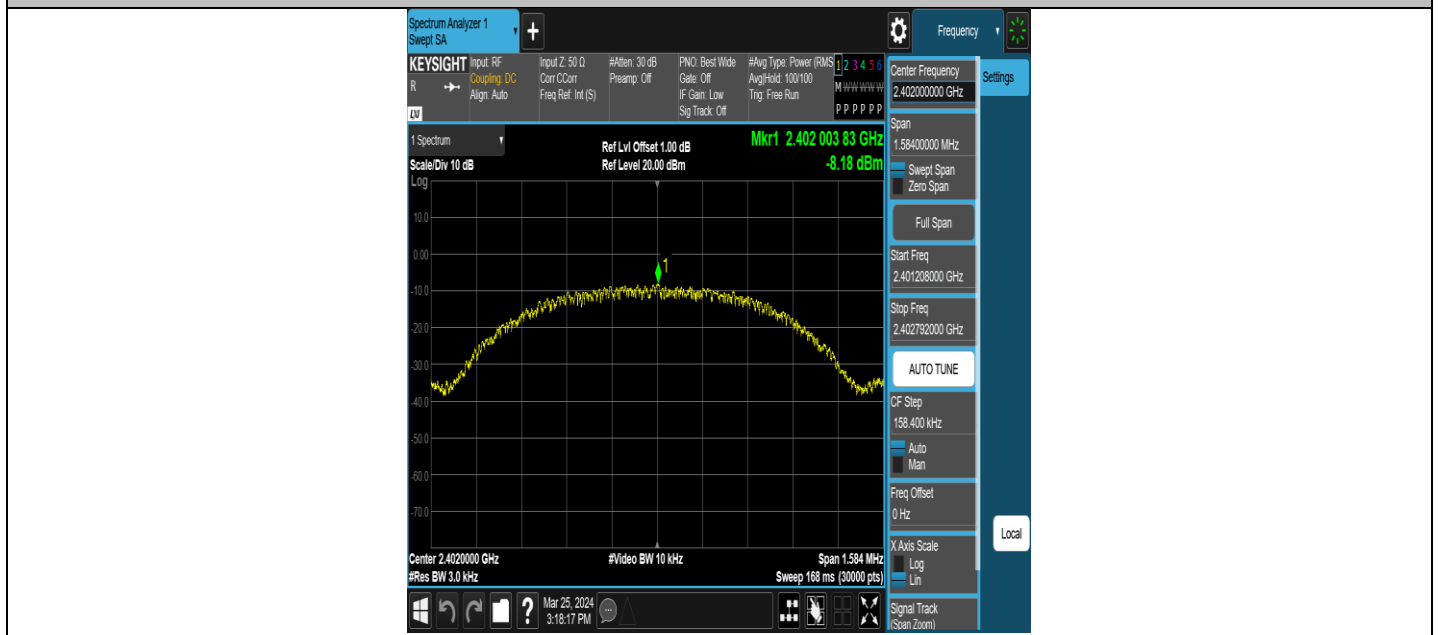 Spectrum Analyzer 1
Swept SA
+
Frequency
KEYSIGHT
R
LXI
Input: RF
Coupling: DC
Align: Auto
Input Z: 50 Ω
Corr CCorr
Freq Ref: Int (S)
#Atten: 30 dB
Preamp: Off
PNO: Best Wide
Gate: Off
IF Gain: Low
Sig Track: Off
#Avg Type: Power (RMS
Avg|Hold: 100/100
Trig: Free Run
1 2 3 4 5 6
M W W W W W
P P P P P P
1 Spectrum
Scale/Div 10 dB
Ref Lvl Offset 1.00 dB
Ref Level 20.00 dBm
Mkr1 2.402 003 83 GHz
-8.18 dBm
Log
10.0
0.00
-10.0
-20.0
-30.0
-40.0
-50.0
-60.0
-70.0
1
Center 2.4020000 GHz
#Res BW 3.0 kHz
#Video BW 10 kHz
Span 1.584 MHz
Sweep 168 ms (30000 pts)
Center Frequency
2.402000000 GHz
Settings
Span
1.58400000 MHz
Swept Span
Zero Span
Full Span
Start Freq
2.401208000 GHz
Stop Freq
2.402792000 GHz
AUTO TUNE
CF Step
158.400 kHz
Auto
Man
Freq Offset
0 Hz
X Axis Scale
Log
Lin
Local
Signal Track
(Span Zoom)
?
Mar 25, 2024
3:18:17 PM